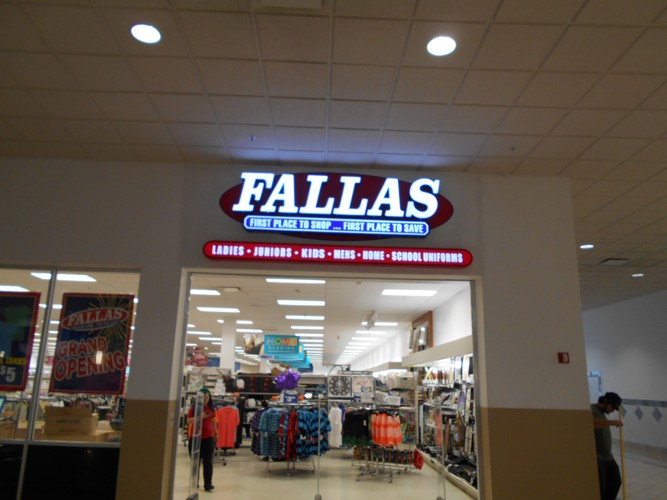 FALLAS
FIRST PLACE TO SHOP ... FIRST PLACE TO SAVE
LADIES • JUNIORS • KIDS • MENS • HOME • SCHOOL UNIFORMS
FALLAS
GRAND
OPENING
$5
HOME